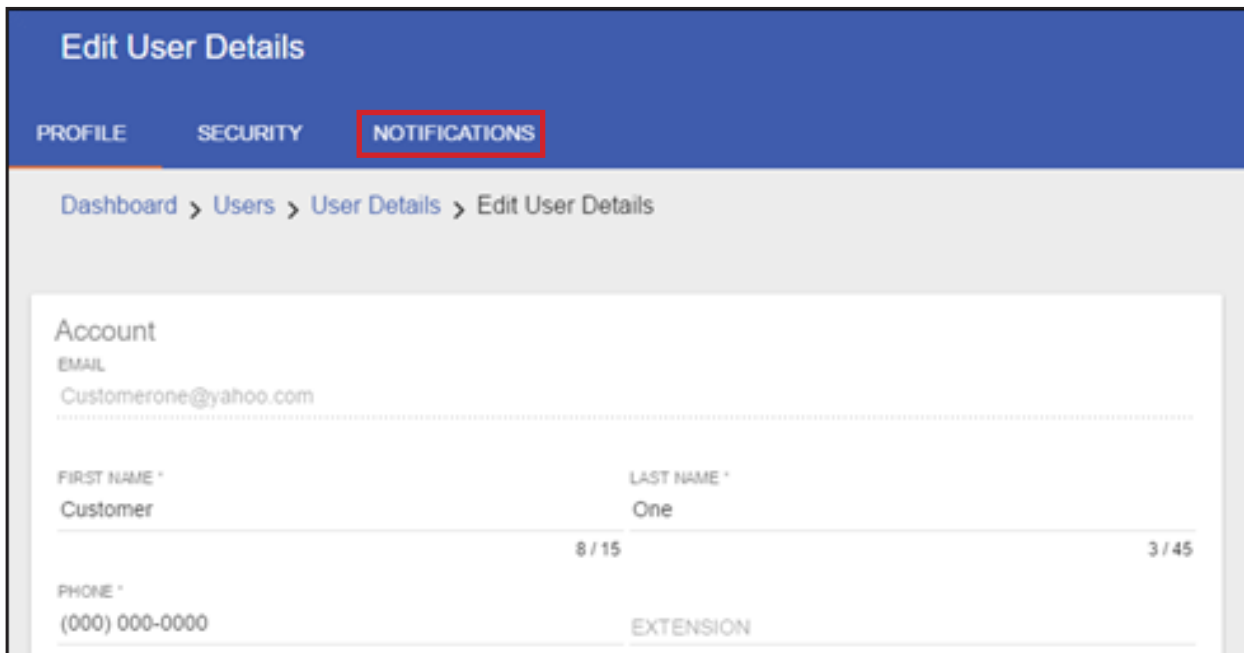 Edit User Details
PROFILE SECURITY NOTIFICATIONS
Dashboard > Users > User Details > Edit User Details
Account
EMAIL
Customerone@yahoo.com
FIRST NAME * LAST NAME *
Customer One
8 / 15 3 / 45
PHONE *
(000) 000-0000 EXTENSION